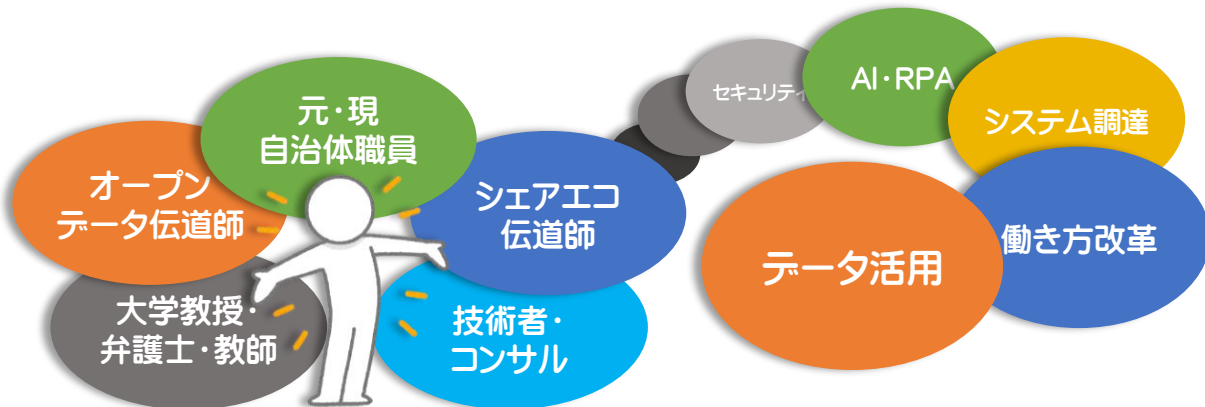 元・現
自治体職員
オープン
データ伝道師
シェアエコ
伝道師
大学教授・
弁護士・教師
技術者・
コンサル
セキュリティ
AI・RPA
システム調達
働き方改革
データ活用